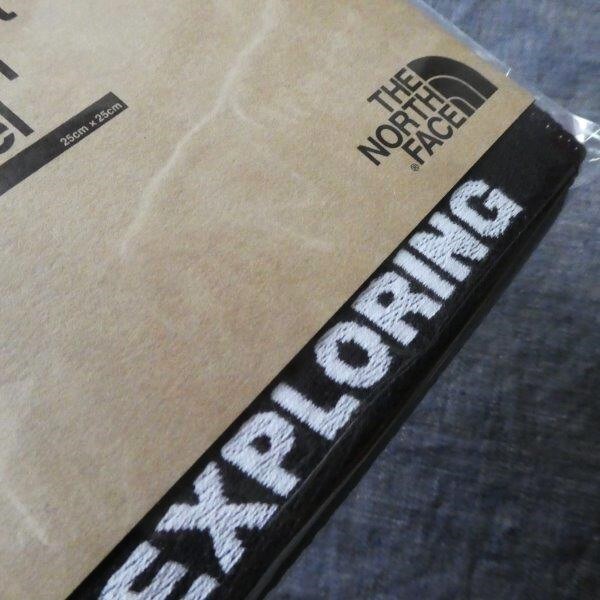 25cm × 25cm
THE
NORTH
FACE
®
EXPLORING